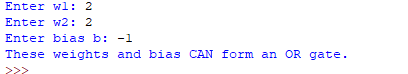 Enter w1: 2
Enter w2: 2
Enter bias b: -1
These weights and bias CAN form an OR gate.
>>>